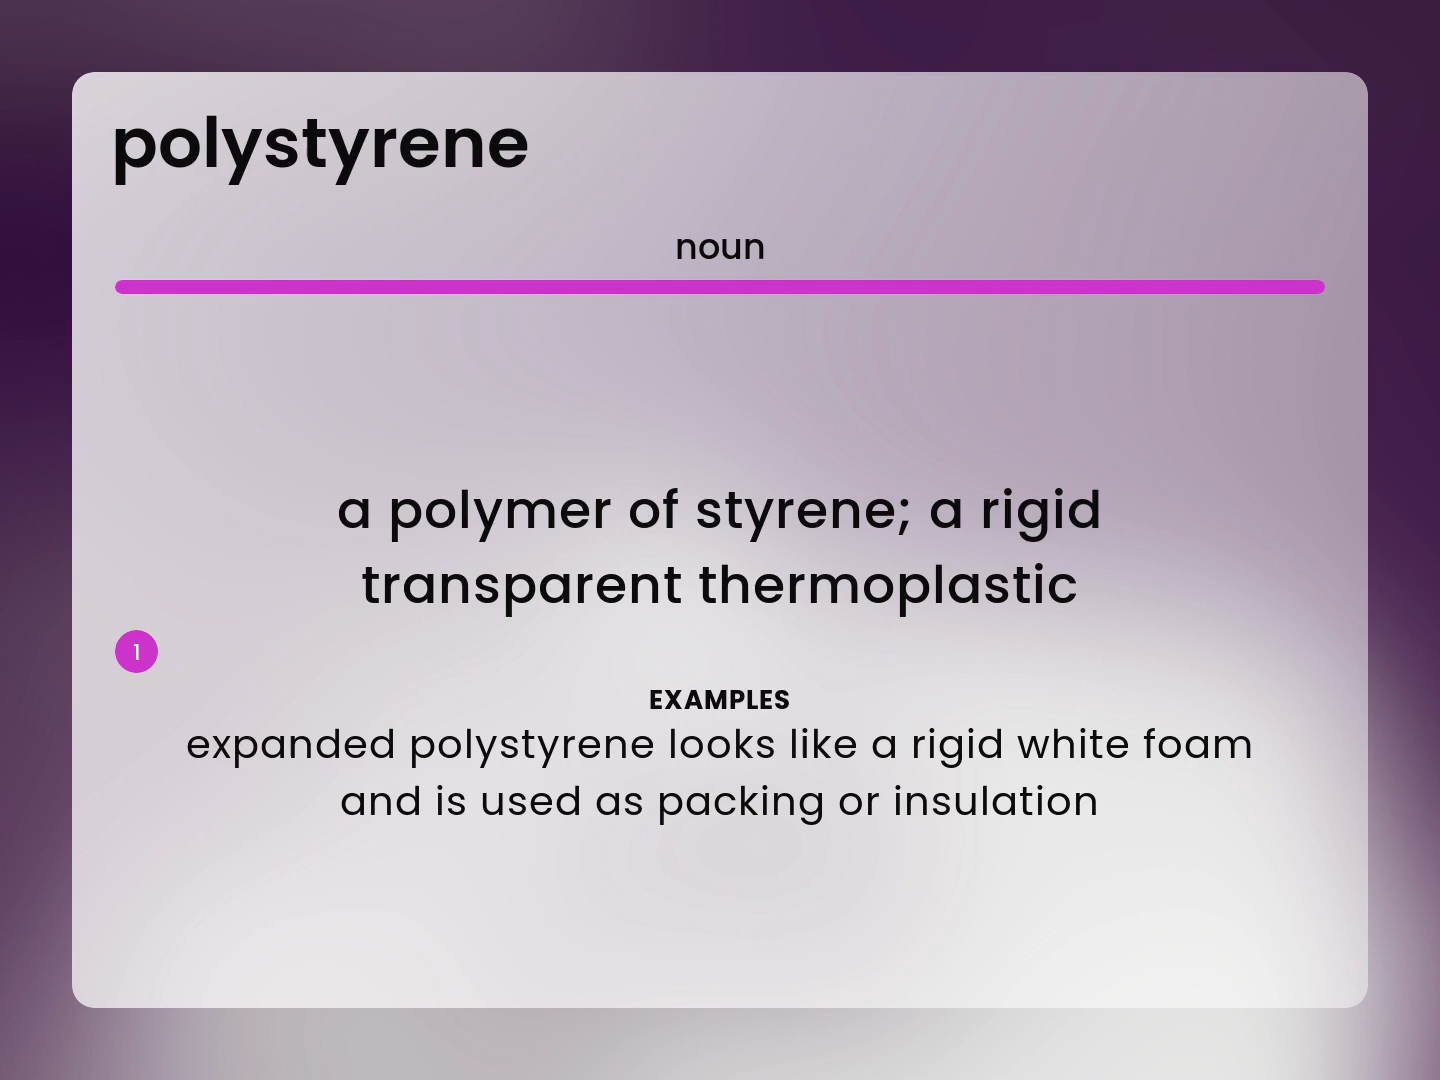 polystyrene
noun
a polymer of styrene; a rigid
transparent thermoplastic
1
EXAMPLES
expanded polystyrene looks like a rigid white foam
and is used as packing or insulation